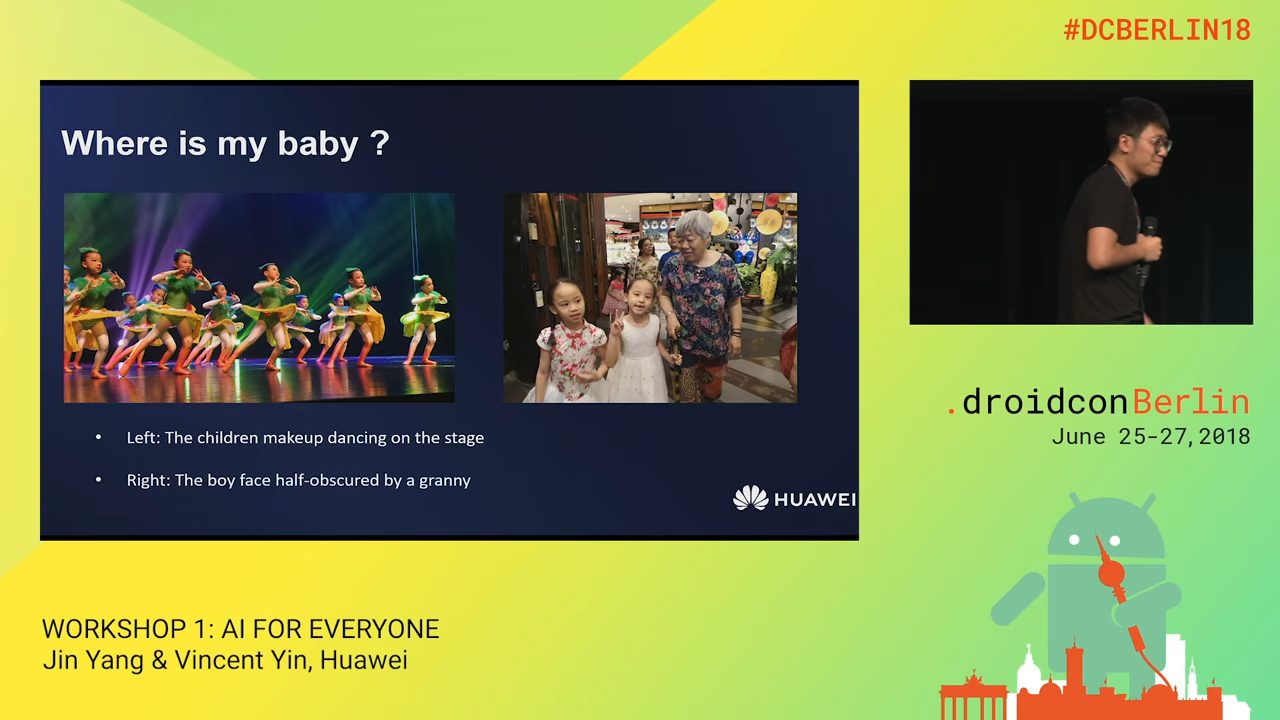 #DCBERLIN18
Where is my baby ?
• Left: The children makeup dancing on the stage
• Right: The boy face half-obscured by a granny
HUAWEI
.droidconBerlin
June 25-27,2018
WORKSHOP 1: AI FOR EVERYONE
Jin Yang & Vincent Yin, Huawei